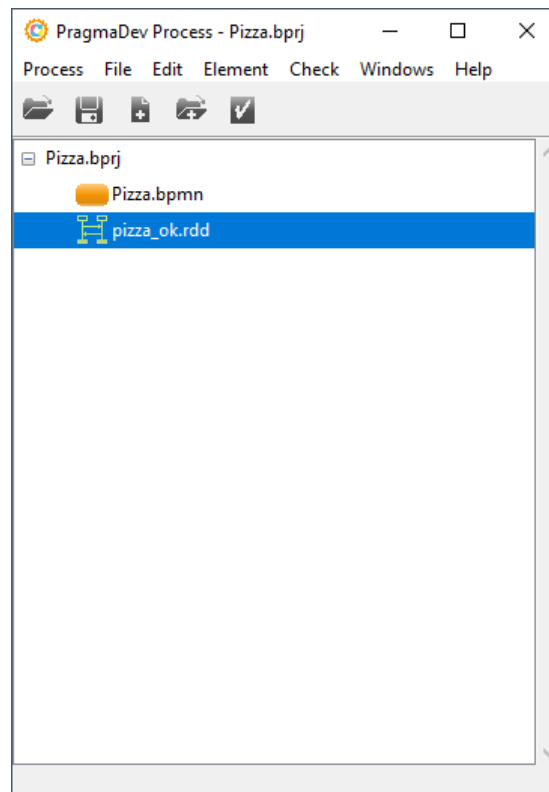 PragmaDev Process - Pizza.bprj
Process File Edit Element Check Windows Help
Pizza.bprj
Pizza.bpmn
pizza_ok.rdd